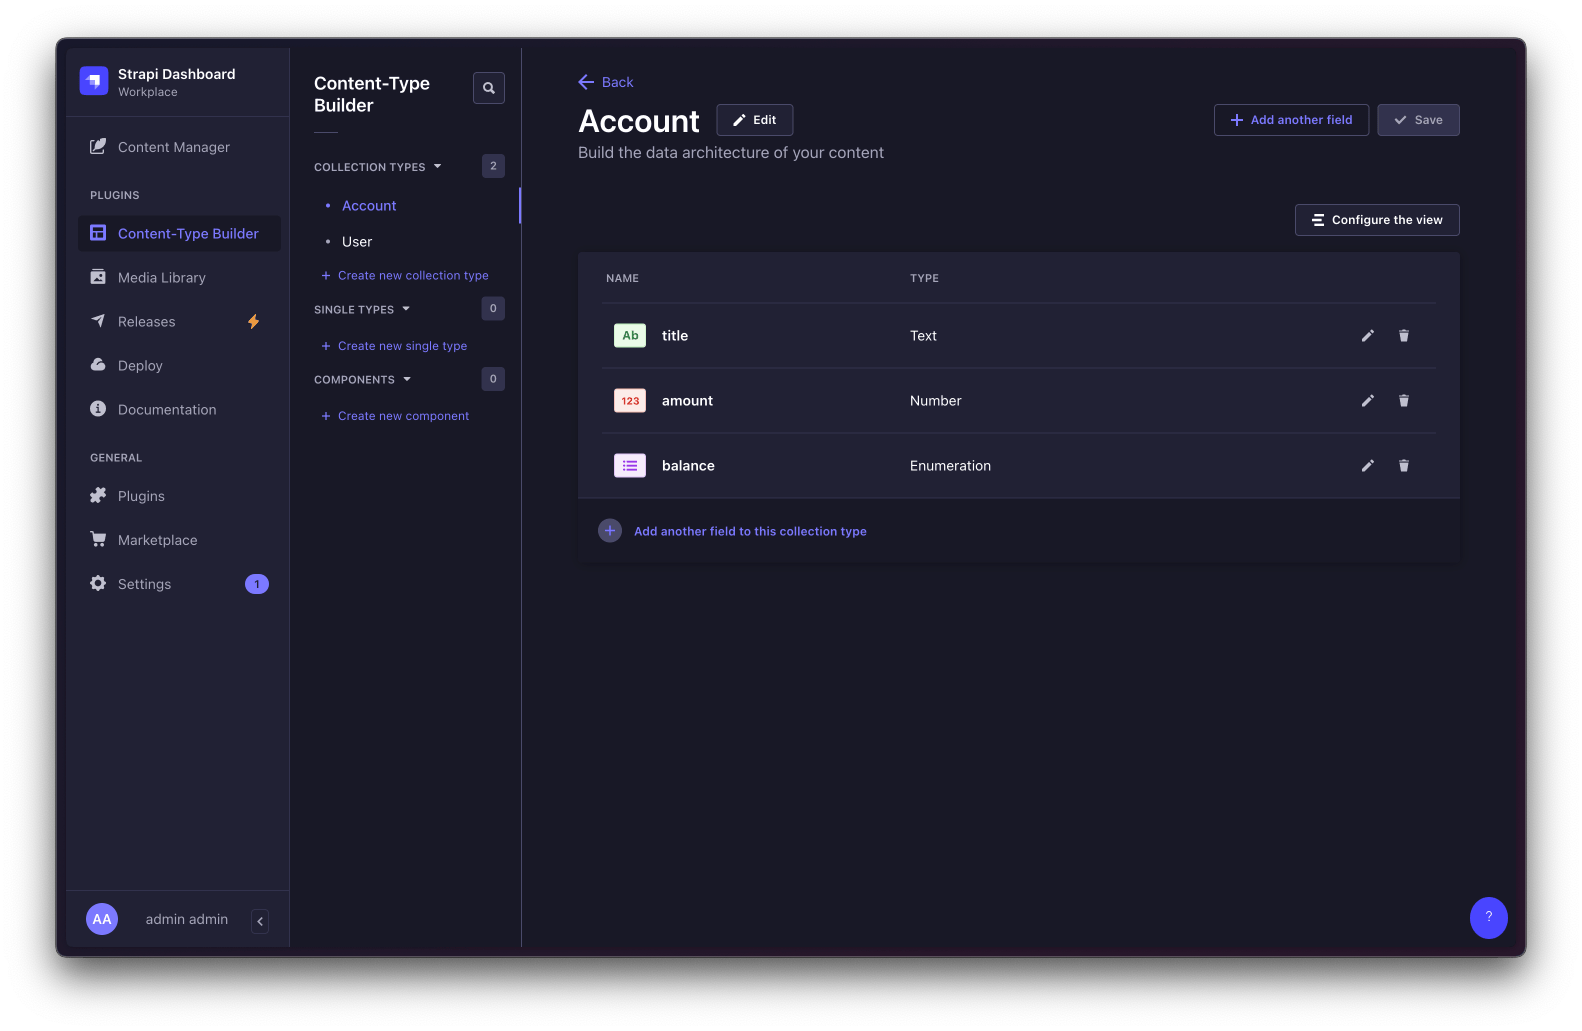 Strapi Dashboard
Workplace
Content Manager
PLUGINS
Content-Type Builder
Media Library
Releases
Deploy
Documentation
GENERAL
Plugins
Marketplace
Settings
1
AA
admin admin
Content-Type
Builder
COLLECTION TYPES
2
Account
User
+ Create new collection type
SINGLE TYPES
0
+ Create new single type
COMPONENTS
0
+ Create new component
Back
Account
Edit
+ Add another field
Save
Build the data architecture of your content
Configure the view
NAME TYPE
Ab title Text
123 amount Number
balance Enumeration
+ Add another field to this collection type
?